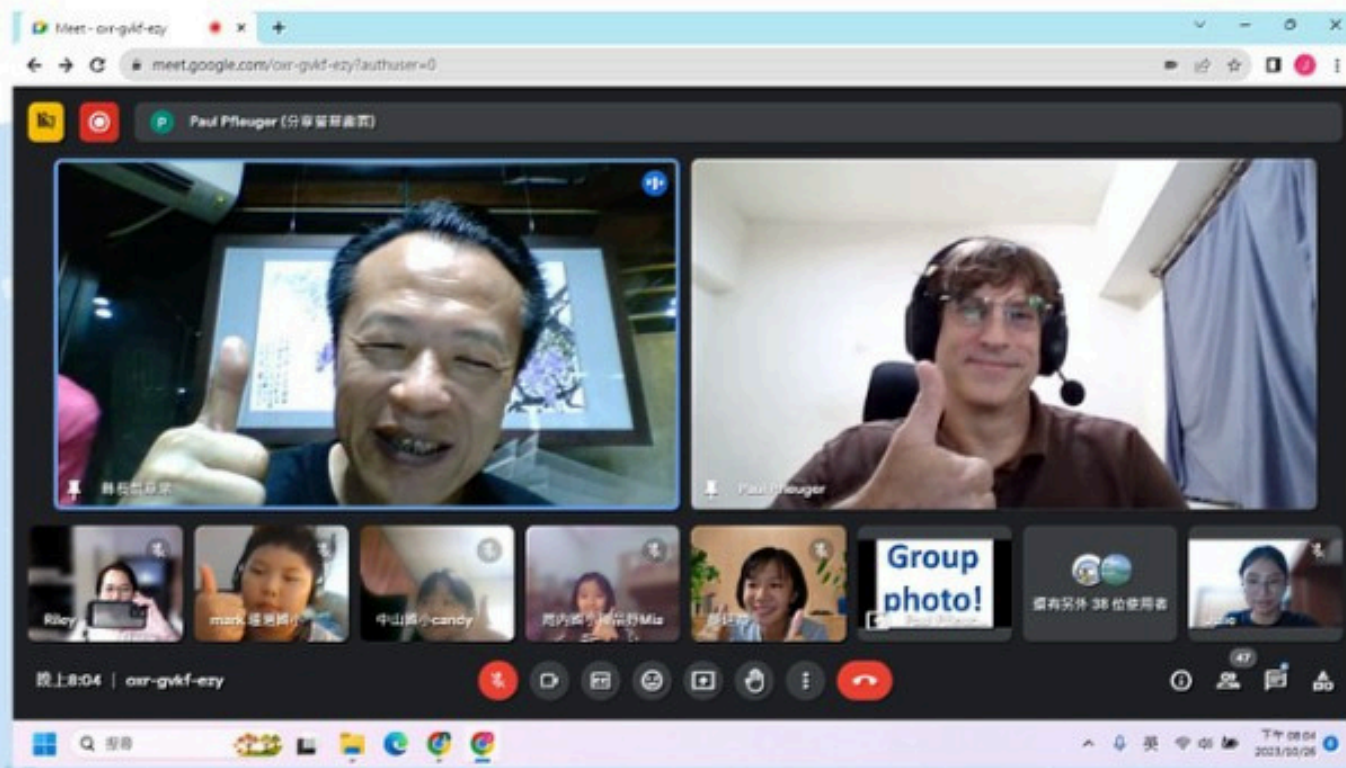 Meet - oxr-gvkf-ezy
meet.google.com/oxr-gvkf-ezy?authuser=0
J
P Paul Pfleuger (分享螢幕畫面)
Paul Pfleuger
Riley
mark
中山國小candy
Mia
Group
photo!
還有另外 38 位使用者
晚上8:04 | oxr-gvkf-ezy
47
搜尋
英
下午 08:04
2023/10/26